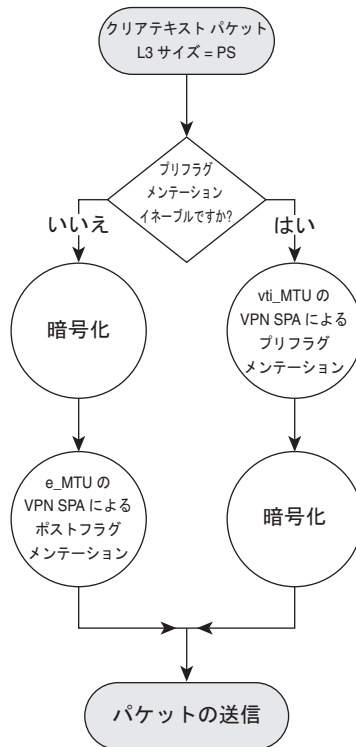 クリアテキスト パケット
L3 サイズ = PS
プリフラグ
メンテーション
イネーブルですか?
いいえ
はい
暗号化
vti_MTU の
VPN SPA による
プリフラグ
メンテーション
e_MTU の
VPN SPA による
ポストフラグ
メンテーション
暗号化
パケットの送信